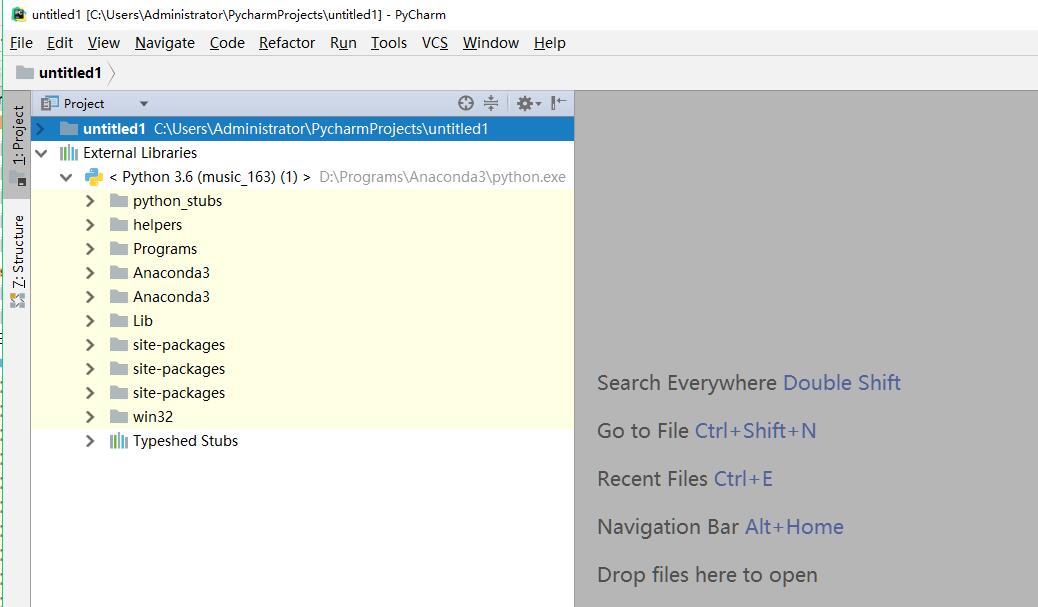 untitled1 [C:\Users\Administrator\PycharmProjects\untitled1] - PyCharm
File Edit View Navigate Code Refactor Run Tools VCS Window Help
untitled1
Project
1: Project
Z: Structure
untitled1 C:\Users\Administrator\PycharmProjects\untitled1
External Libraries
< Python 3.6 (music_163) (1) > D:\Programs\Anaconda3\python.exe
python_stubs
helpers
Programs
Anaconda3
Anaconda3
Lib
site-packages
site-packages
site-packages
win32
Typeshed Stubs
Search Everywhere Double Shift
Go to File Ctrl+Shift+N
Recent Files Ctrl+E
Navigation Bar Alt+Home
Drop files here to open